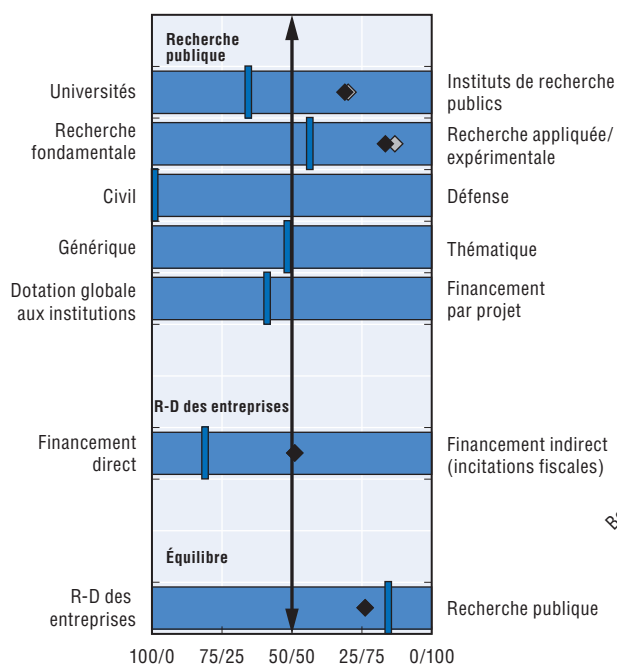 Recherche
publique
Universités
Instituts de recherche
publics
Recherche
fondamentale
Recherche appliquée/
expérimentale
Civil
Défense
Générique
Thématique
Dotation globale
aux institutions
Financement
par projet
R-D des entreprises
Financement
direct
Financement indirect
(incitations fiscales)
Équilibre
R-D des
entreprises
Recherche publique
100/0 75/25 50/50 25/75 0/100